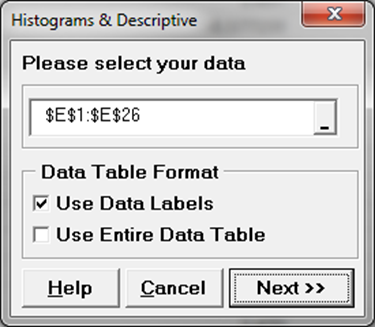 Histograms & Descriptive
Please select your data
$E$1:$E$26
Data Table Format
Use Data Labels
Use Entire Data Table
Help Cancel Next >>